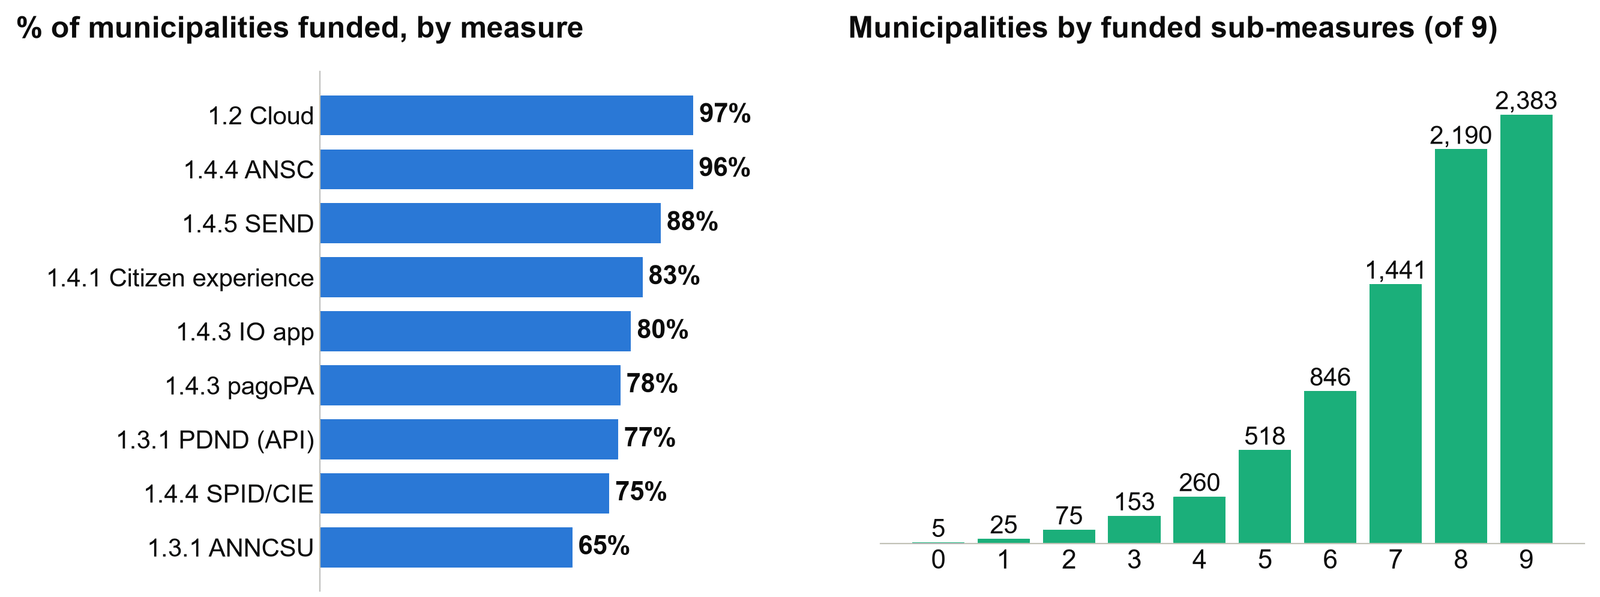 % of municipalities funded, by measure
1.2 Cloud 97%
1.4.4 ANSC 96%
1.4.5 SEND 88%
1.4.1 Citizen experience 83%
1.4.3 IO app 80%
1.4.3 pagoPA 78%
1.3.1 PDND (API) 77%
1.4.4 SPID/CIE 75%
1.3.1 ANNCSU 65%
Municipalities by funded sub-measures (of 9)
5 25 75 153 260 518 846 1,441 2,190 2,383
0 1 2 3 4 5 6 7 8 9